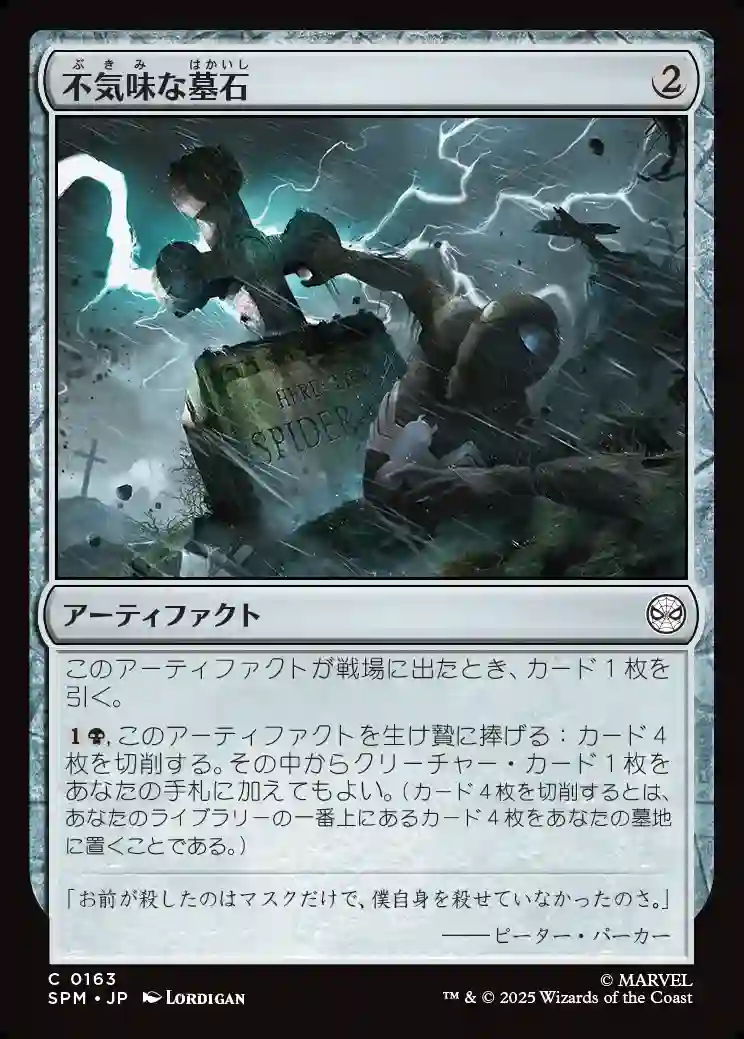 ぶきみ はかいし
不気味な墓石
2
SPIDER
アーティファクト
このアーティファクトが戦場に出たとき、カード1枚を
引く。
1, このアーティファクトを生け贄に捧げる：カード4
枚を切削する。その中からクリーチャー・カード1枚を
あなたの手札に加えてもよい。（カード4枚を切削するとは、
あなたのライブラリーの一番上にあるカード4枚をあなたの墓地
に置くことである。）
「お前が殺したのはマスクだけで、僕自身を殺せていなかったのさ。」
――ピーター・パーカー
C 0163
SPM・JP LORDIGAN
© MARVEL
™ & © 2025 Wizards of the Coast